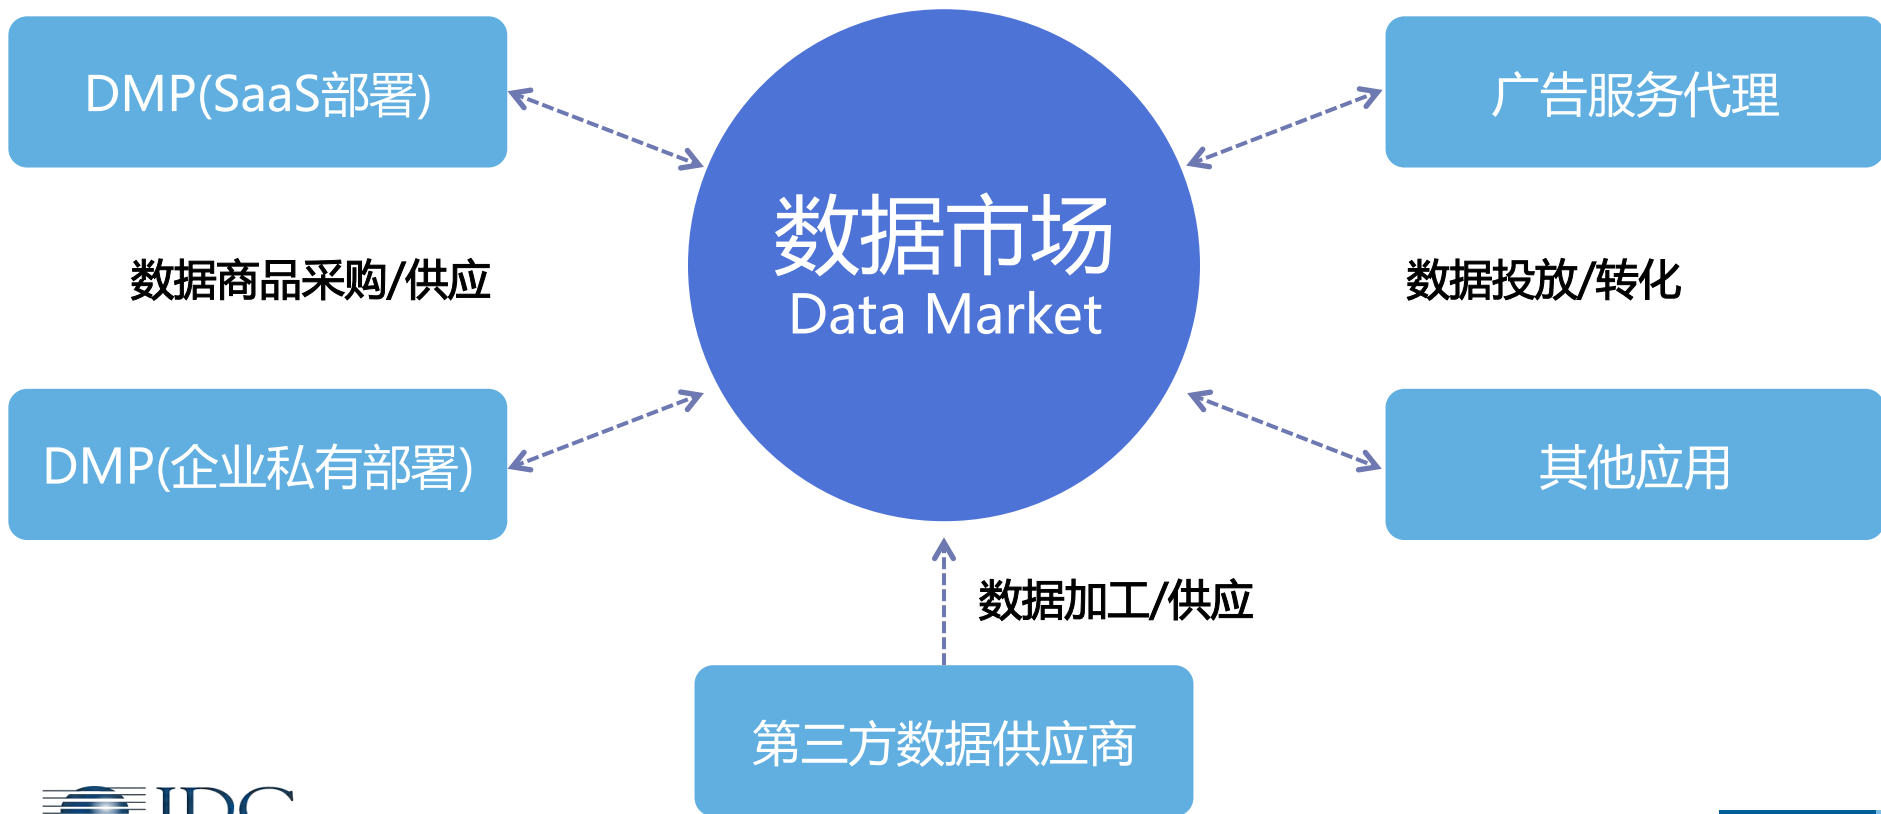 DMP(SaaS部署)
广告服务代理
数据市场
Data Market
数据商品采购/供应
数据投放/转化
DMP(企业私有部署)
其他应用
数据加工/供应
第三方数据供应商
IDC